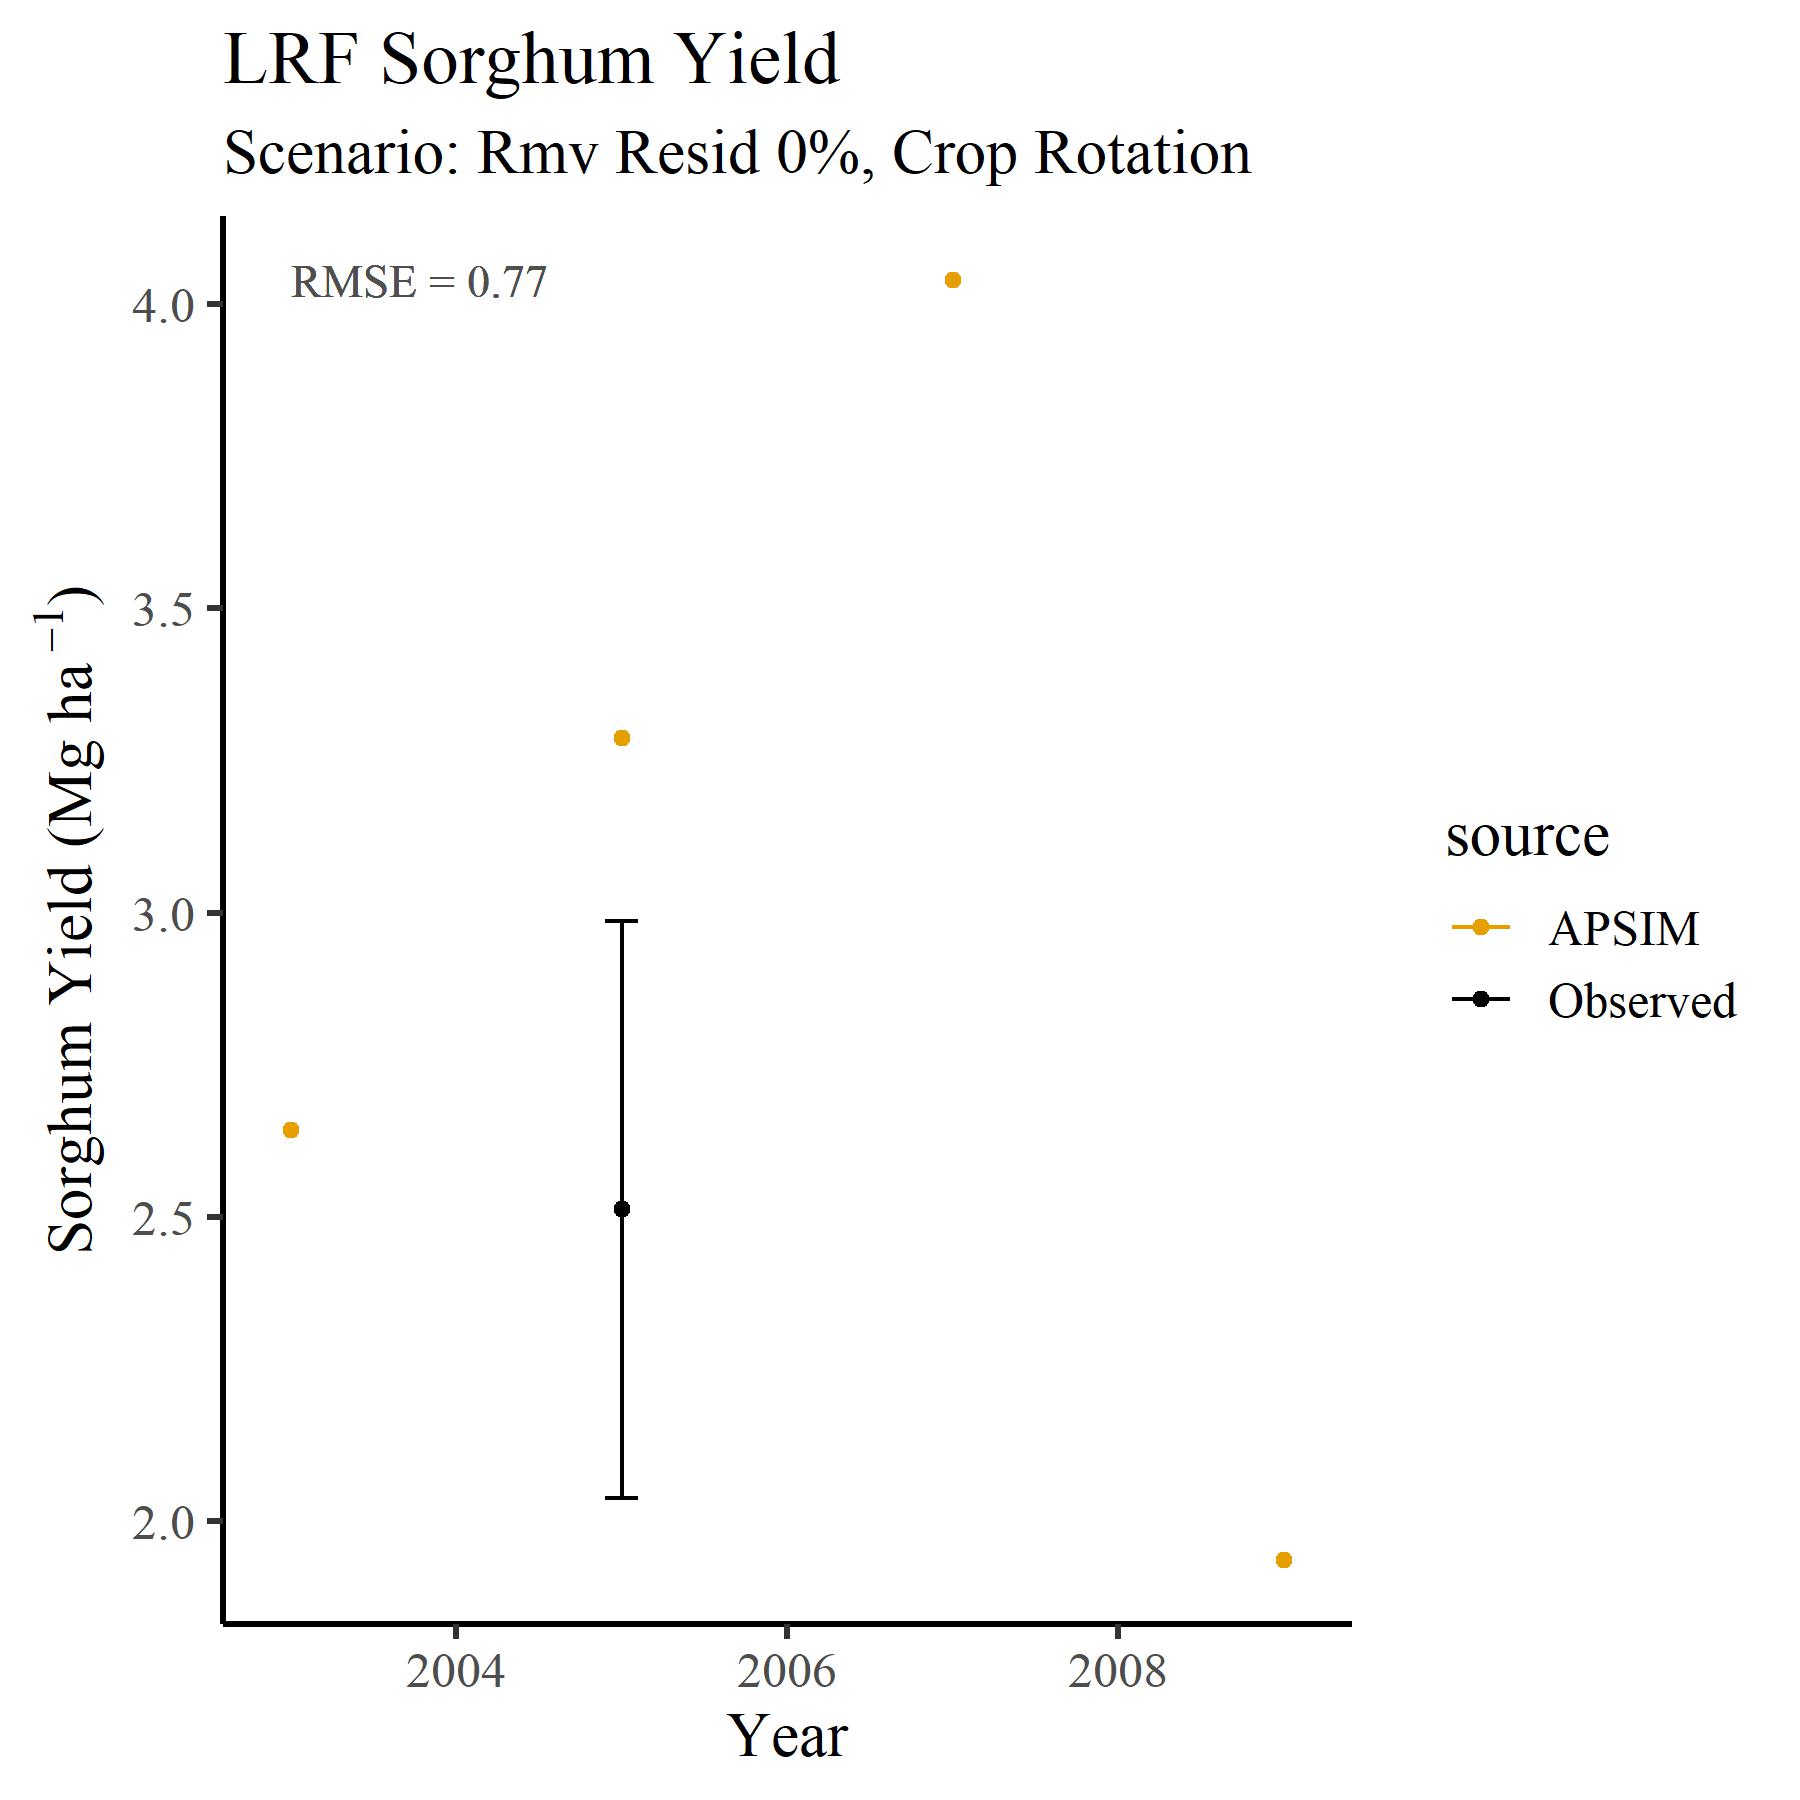 LRF Sorghum Yield
Scenario: Rmv Resid 0%, Crop Rotation
RMSE = 0.77
4.0
3.5
3.0
2.5
2.0
Sorghum Yield (Mg ha⁻¹)
2004 2006 2008
Year
source
APSIM
Observed